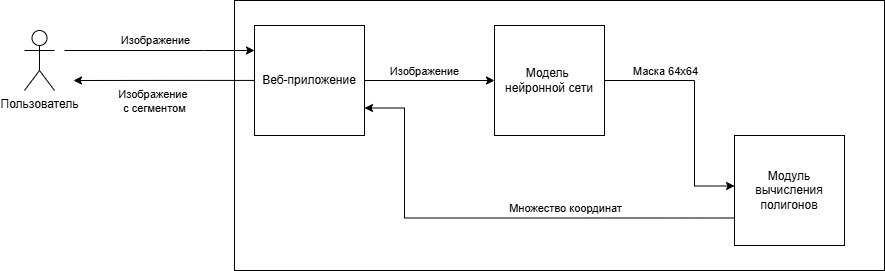 Изображение
Пользователь
Изображение
с сегментом
Веб-приложение
Изображение
Модель
нейронной сети
Маска 64x64
Модуль
вычисления
полигонов
Множество координат